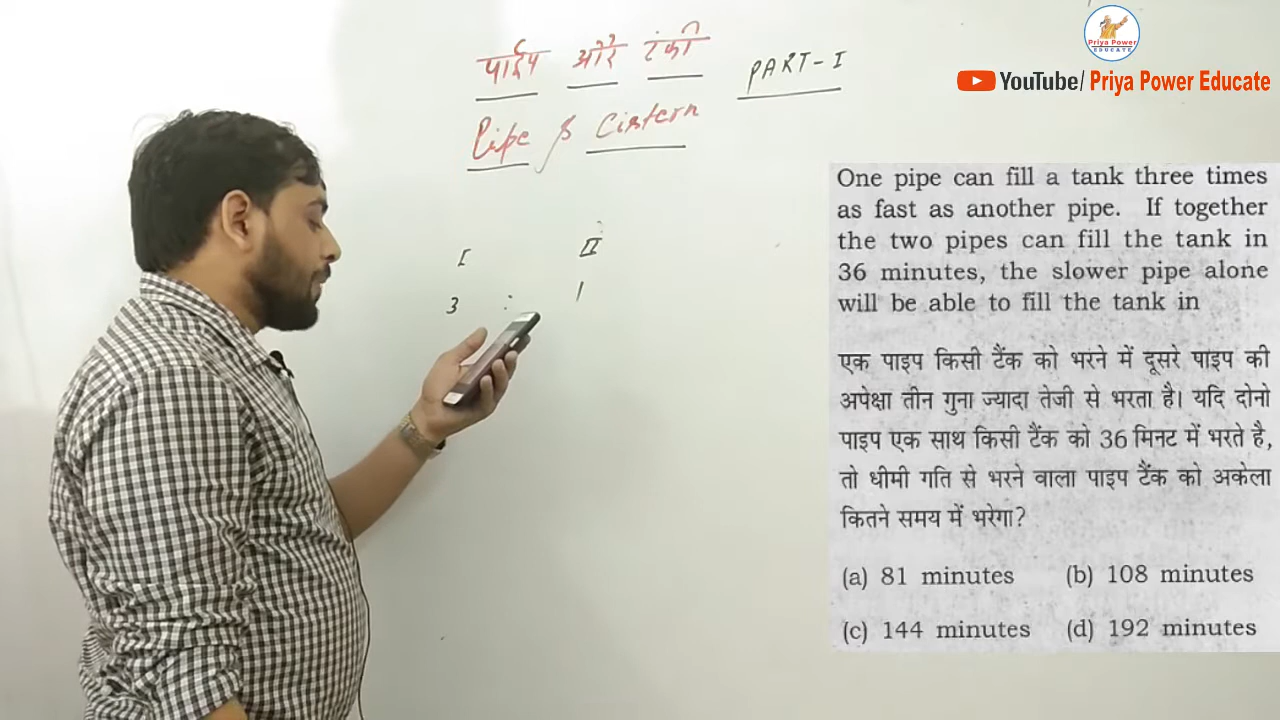 पाईप और टंकी PART-I
Pipe & Cistern
I II
3 : 1
Priya Power
EDUCATE
YouTube/ Priya Power Educate
One pipe can fill a tank three times
as fast as another pipe. If together
the two pipes can fill the tank in
36 minutes, the slower pipe alone
will be able to fill the tank in
एक पाइप किसी टैंक को भरने में दूसरे पाइप की
अपेक्षा तीन गुना ज्यादा तेजी से भरता है। यदि दोनो
पाइप एक साथ किसी टैंक को 36 मिनट में भरते है,
तो धीमी गति से भरने वाला पाइप टैंक को अकेला
कितने समय में भरेगा?
(a) 81 minutes (b) 108 minutes
(c) 144 minutes (d) 192 minutes